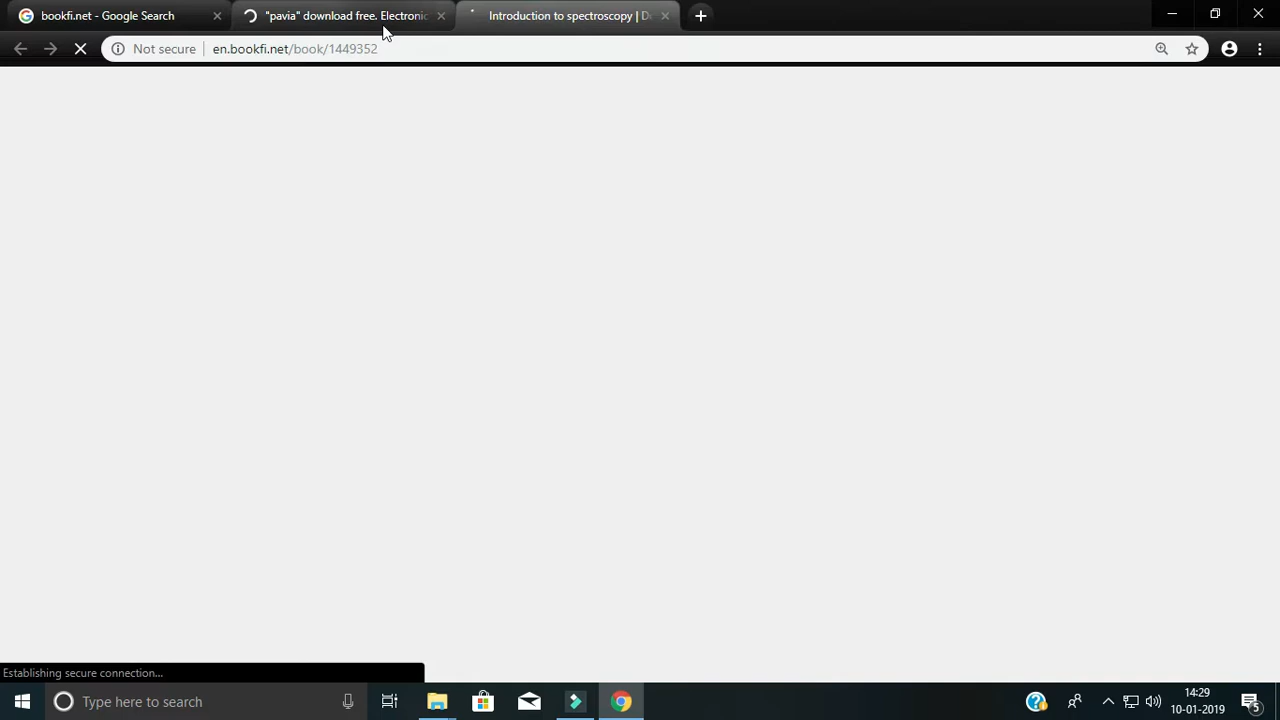 bookfi.net - Google Search
"pavia" download free. Electronic
Introduction to spectroscopy | D
Not secure
en.bookfi.net/book/1449352
Establishing secure connection...
Type here to search
14:29
10-01-2019
5